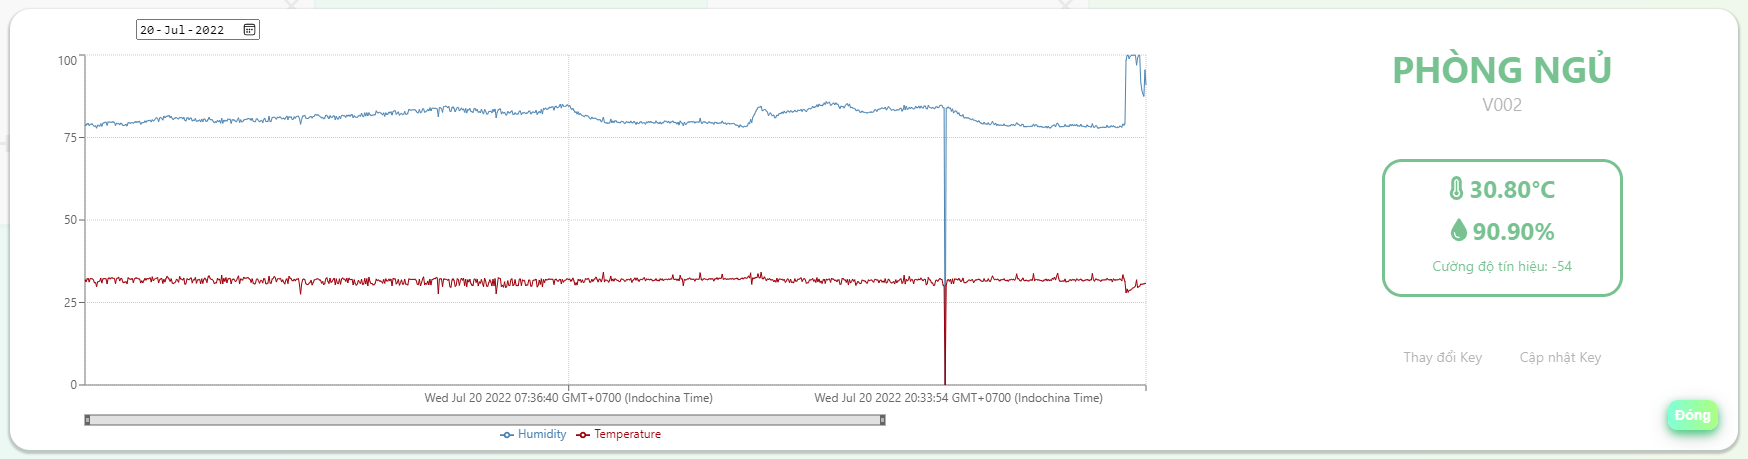 20-Jul-2022
100
75
50
25
0
Wed Jul 20 2022 07:36:40 GMT+0700 (Indochina Time)
Wed Jul 20 2022 20:33:54 GMT+0700 (Indochina Time)
Humidity
Temperature
PHÒNG NGỦ
V002
30.80°C
90.90%
Cường độ tín hiệu: -54
Thay đổi Key
Cập nhật Key
Đóng